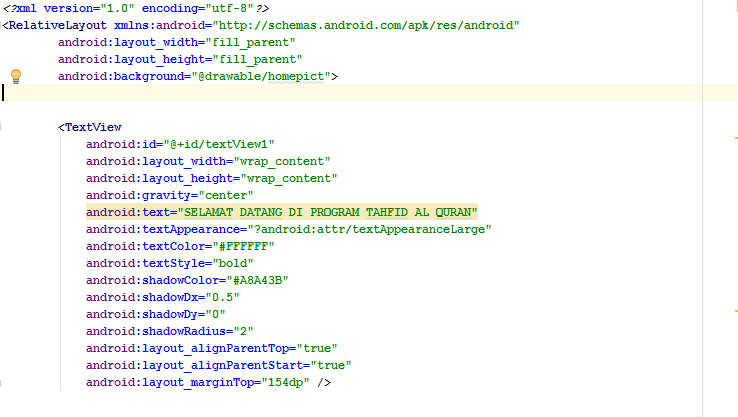 <?xml version="1.0" encoding="utf-8"?>
<RelativeLayout xmlns:android="http://schemas.android.com/apk/res/android"
android:layout_width="fill_parent"
android:layout_height="fill_parent"
android:background="@drawable/homepict">
<TextView
android:id="@+id/textView1"
android:layout_width="wrap_content"
android:layout_height="wrap_content"
android:gravity="center"
android:text="SELAMAT DATANG DI PROGRAM TAHFID AL QURAN"
android:textAppearance="?android:attr/textAppearanceLarge"
android:textColor="#FFFFFF"
android:textStyle="bold"
android:shadowColor="#A8A43B"
android:shadowDx="0.5"
android:shadowDy="0"
android:shadowRadius="2"
android:layout_alignParentTop="true"
android:layout_alignParentStart="true"
android:layout_marginTop="154dp" />